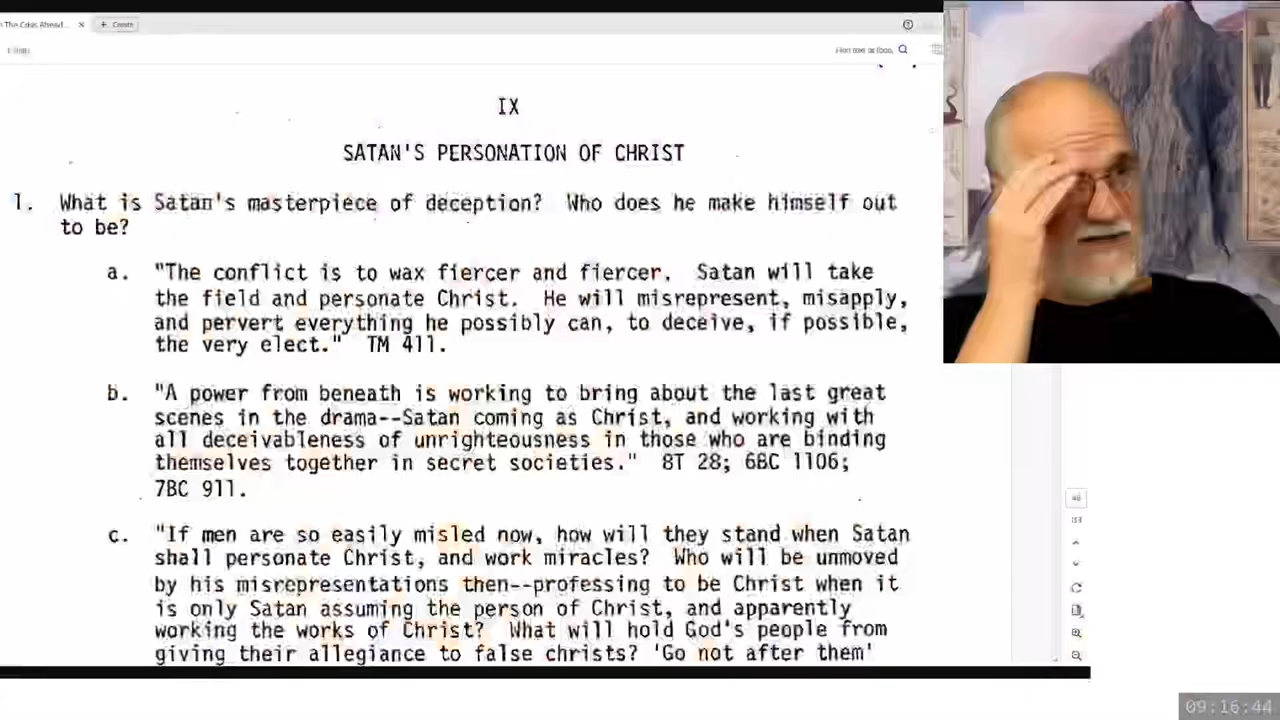 The Crisis Ahead...
+ Create
IX
SATAN'S PERSONATION OF CHRIST
1. What is Satan's masterpiece of deception? Who does he make himself out
to be?
a. "The conflict is to wax fiercer and fiercer. Satan will take
the field and personate Christ. He will misrepresent, misapply,
and pervert everything he possibly can, to deceive, if possible,
the very elect." TM 411.
b. "A power from beneath is working to bring about the last great
scenes in the drama--Satan coming as Christ, and working with
all deceivableness of unrighteousness in those who are binding
themselves together in secret societies." 8T 28; 6BC 1106;
7BC 911.
c. "If men are so easily misled now, how will they stand when Satan
shall personate Christ, and work miracles? Who will be unmoved
by his misrepresentations then--professing to be Christ when it
is only Satan assuming the person of Christ, and apparently
working the works of Christ? What will hold God's people from
giving their allegiance to false christs? 'Go not after them'
09:16:44